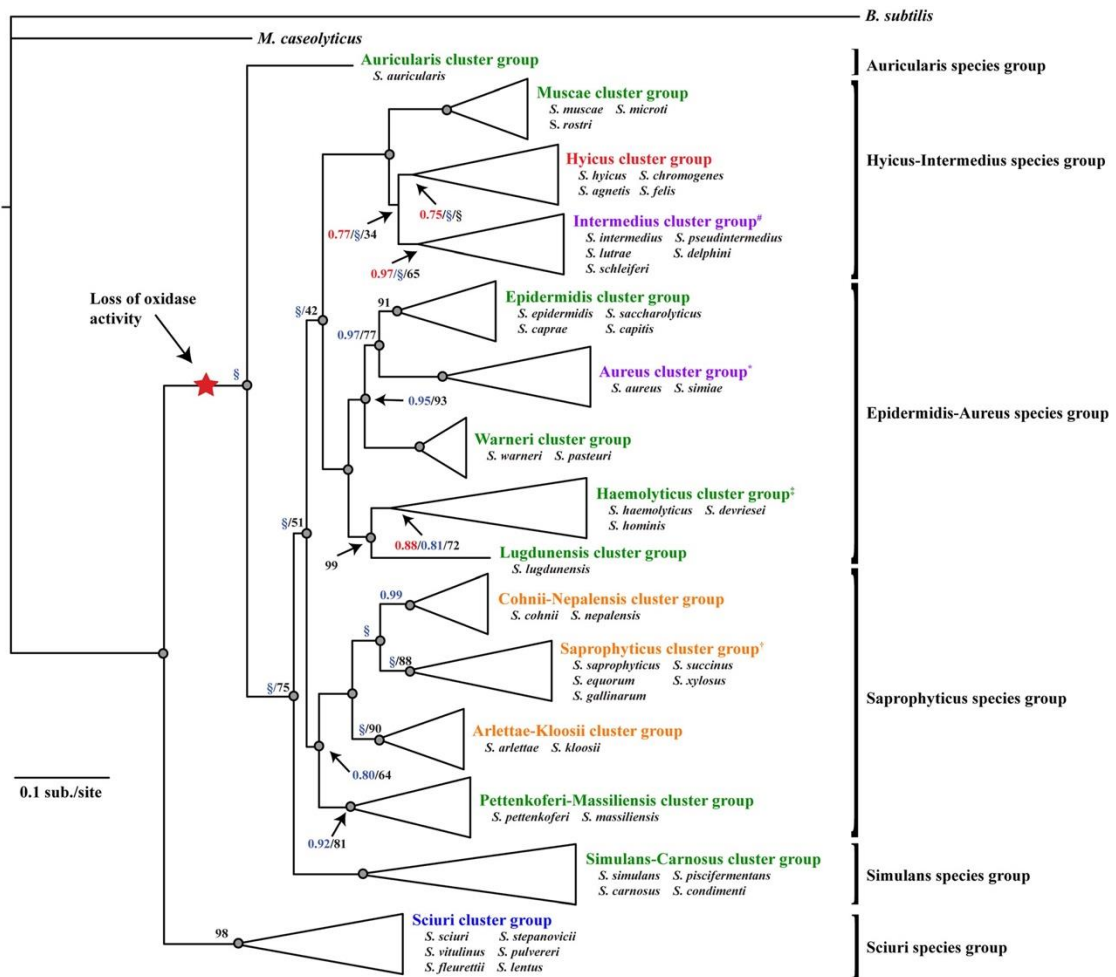 B. subtilis
M. caseolyticus
Auricularis cluster group
S. auricularis
Auricularis species group
Muscae cluster group
S. muscae S. microti
S. rostri
Hyicus cluster group
S. hyicus S. chromogenes
S. agnetis S. felis
0.75/§/§
0.77/§/34
Intermedius cluster group#
S. intermedius S. pseudintermedius
S. lutrae S. delphini
S. schleiferi
0.97/§/65
Hyicus-Intermedius species group
Loss of oxidase
activity
§
§/42
91
Epidermidis cluster group
S. epidermidis S. saccharolyticus
S. caprae S. capitis
0.97/77
Aureus cluster group*
S. aureus S. simiae
0.95/93
Warneri cluster group
S. warneri S. pasteuri
Haemolyticus cluster group‡
S. haemolyticus S. devriesei
S. hominis
0.88/0.81/72
99
Lugdunensis cluster group
S. lugdunensis
Epidermidis-Aureus species group
§/51
0.99
Cohnii-Nepalensis cluster group
S. cohnii S. nepalensis
§
Saprophyticus cluster group†
S. saprophyticus S. succinus
S. equorum S. xylosus
S. gallinarum
§/88
§/75
§/90
Arlettae-Kloosii cluster group
S. arlettae S. kloosii
0.80/64
Pettenkoferi-Massiliensis cluster group
S. pettenkoferi S. massiliensis
0.92/81
Saprophyticus species group
0.1 sub./site
Simulans-Carnosus cluster group
S. simulans S. piscifermentans
S. carnosus S. condimenti
Simulans species group
98
Sciuri cluster group
S. sciuri S. stepanovicii
S. vitulinus S. pulvereri
S. fleurettii S. lentus
Sciuri species group